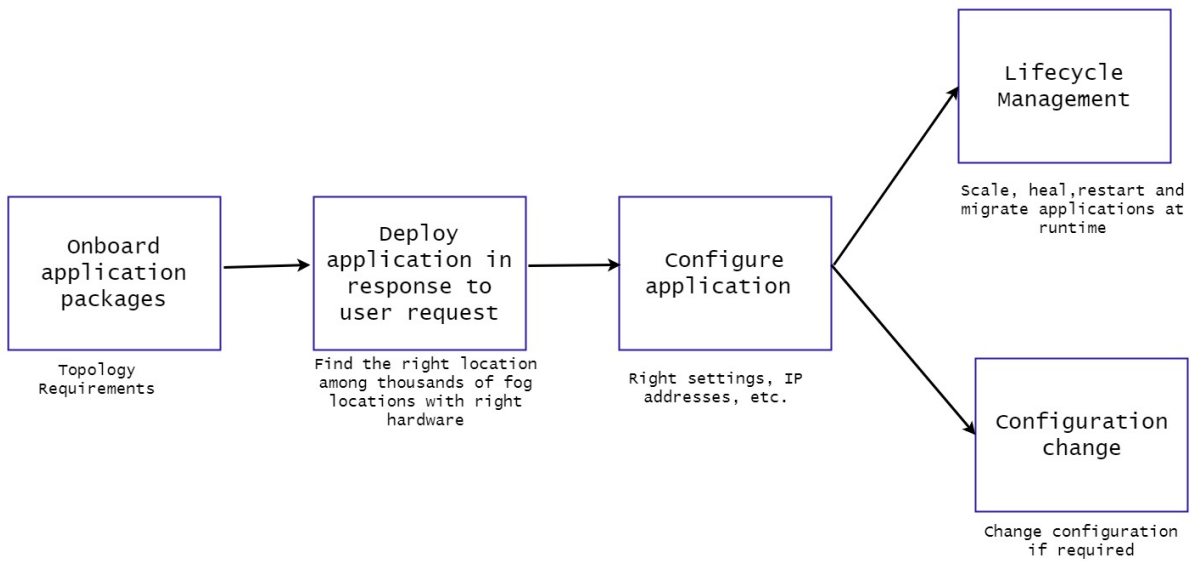 Onboard
application
packages
Topology
Requirements
Deploy
application in
response to
user request
Find the right location
among thousands of fog
locations with right
hardware
Configure
application
Right settings, IP
addresses, etc.
Lifecycle
Management
Scale, heal,restart and
migrate applications at
runtime
Configuration
change
Change configuration
if required